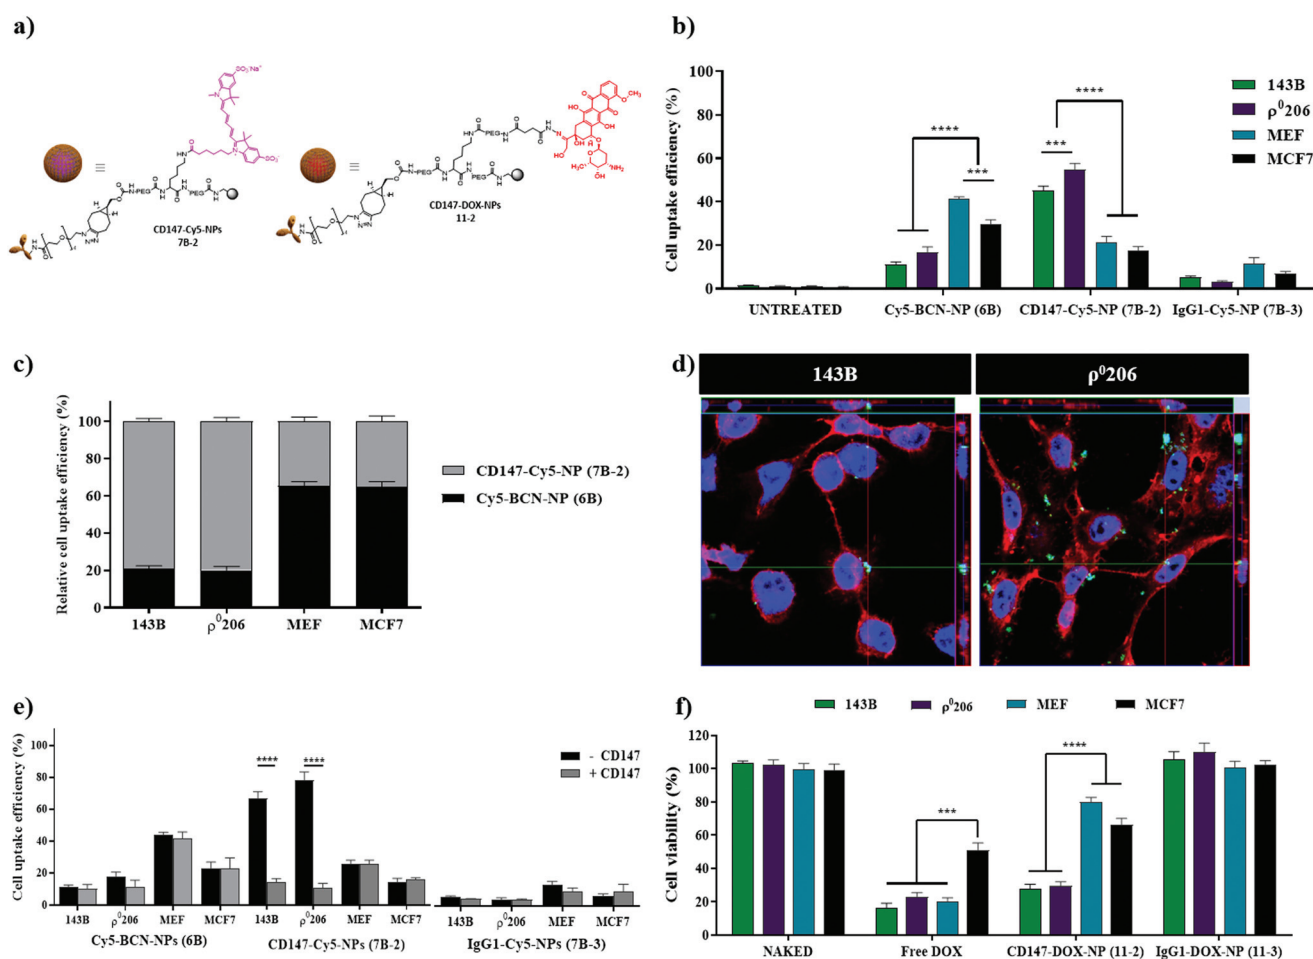 a)
CD147-Cy5-NPs
7B-2
CD147-DOX-NPs
11-2
b)
Cell uptake efficiency (%)
100
80
60
40
20
0
****
***
***
****
143B
ρ⁰206
MEF
MCF7
UNTREATED
Cy5-BCN-NP (6B)
CD147-Cy5-NP (7B-2)
IgG1-Cy5-NP (7B-3)
c)
Relative cell uptake efficiency (%)
100
80
60
40
20
0
143B
ρ⁰206
MEF
MCF7
CD147-Cy5-NP (7B-2)
Cy5-BCN-NP (6B)
d)
143B
ρ⁰206
e)
Cell uptake efficiency (%)
100
80
60
40
20
0
****
****
- CD147
+ CD147
143B
ρ⁰206
MEF
MCF7
143B
ρ⁰206
MEF
MCF7
143B
ρ⁰206
MEF
MCF7
Cy5-BCN-NPs (6B)
CD147-Cy5-NPs (7B-2)
IgG1-Cy5-NPs (7B-3)
f)
143B
ρ⁰206
MEF
MCF7
Cell viability (%)
120
100
80
60
40
20
0
***
****
NAKED
Free DOX
CD147-DOX-NP (11-2)
IgG1-DOX-NP (11-3)